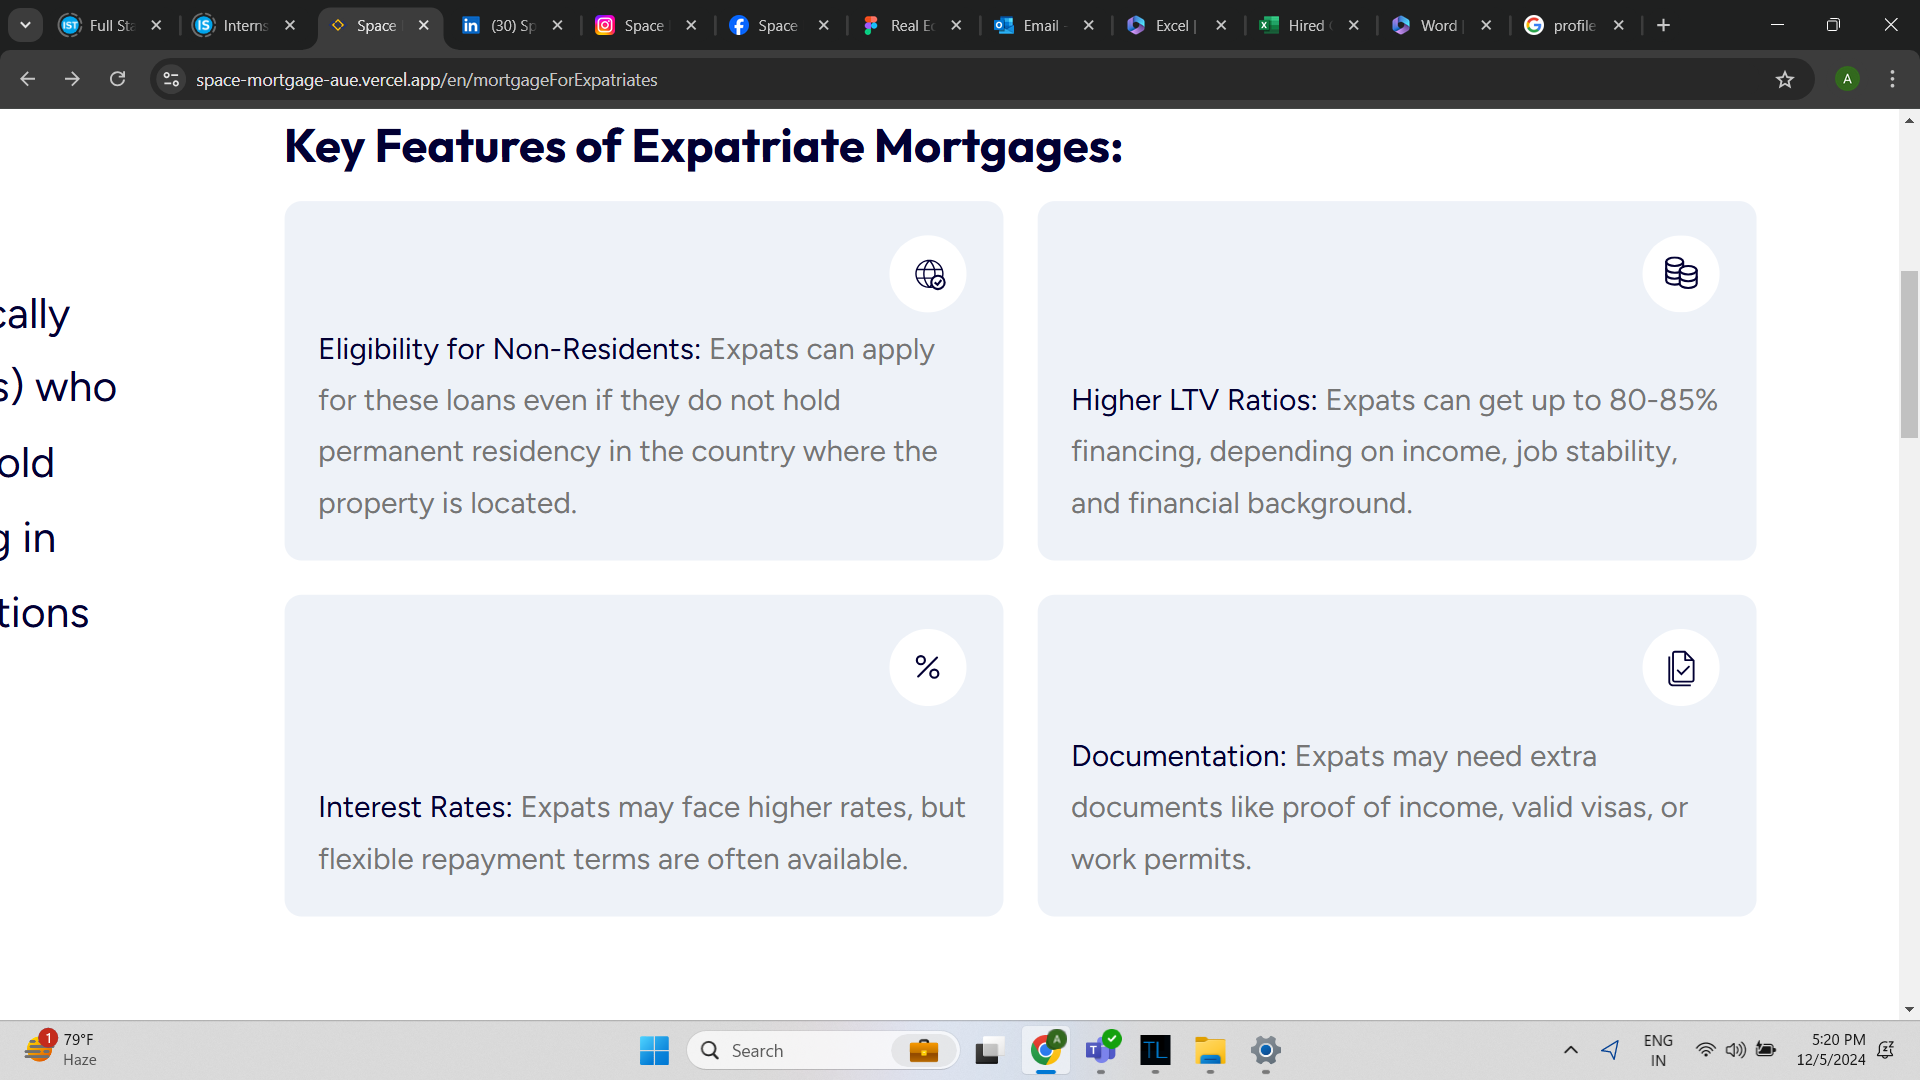 Full Sta
Interns
Space
(30) Sp
Space
Space
Real E
Email
Excel |
Hired
Word |
profile
space-mortgage-aue.vercel.app/en/mortgageForExpatriates
A
cally
s) who
old
g in
tions
Key Features of Expatriate Mortgages:
Eligibility for Non-Residents: Expats can apply
for these loans even if they do not hold
permanent residency in the country where the
property is located.
Higher LTV Ratios: Expats can get up to 80-85%
financing, depending on income, job stability,
and financial background.
%
Interest Rates: Expats may face higher rates, but
flexible repayment terms are often available.
Documentation: Expats may need extra
documents like proof of income, valid visas, or
work permits.
1
79°F
Haze
Search
A
TL
ENG
IN
5:20 PM
12/5/2024